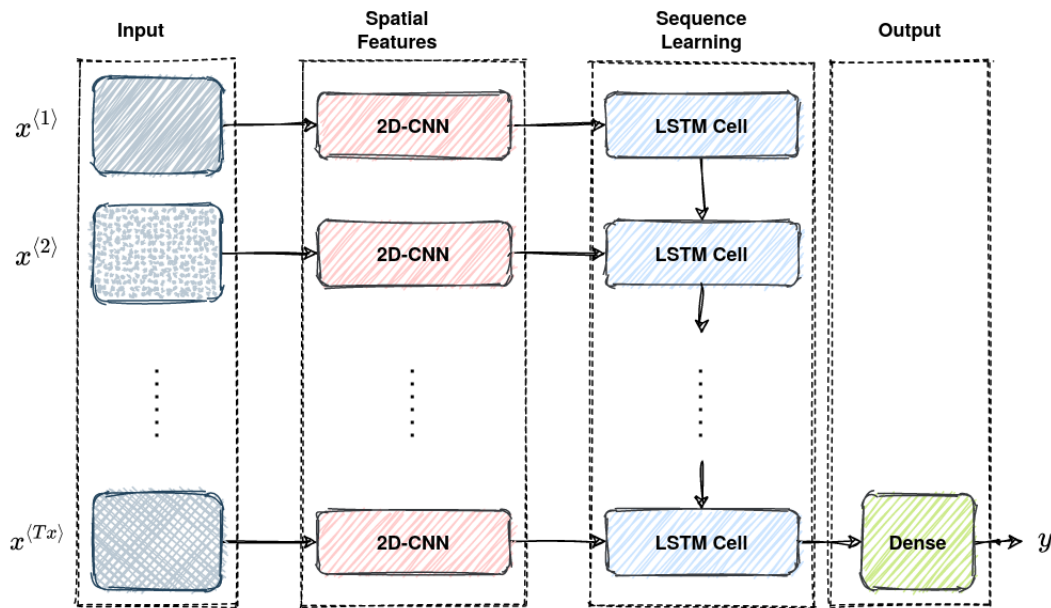 Input
Spatial
Features
Sequence
Learning
Output
x⟨1⟩
2D-CNN
LSTM Cell
x⟨2⟩
2D-CNN
LSTM Cell
x⟨Tx⟩
2D-CNN
LSTM Cell
Dense
y